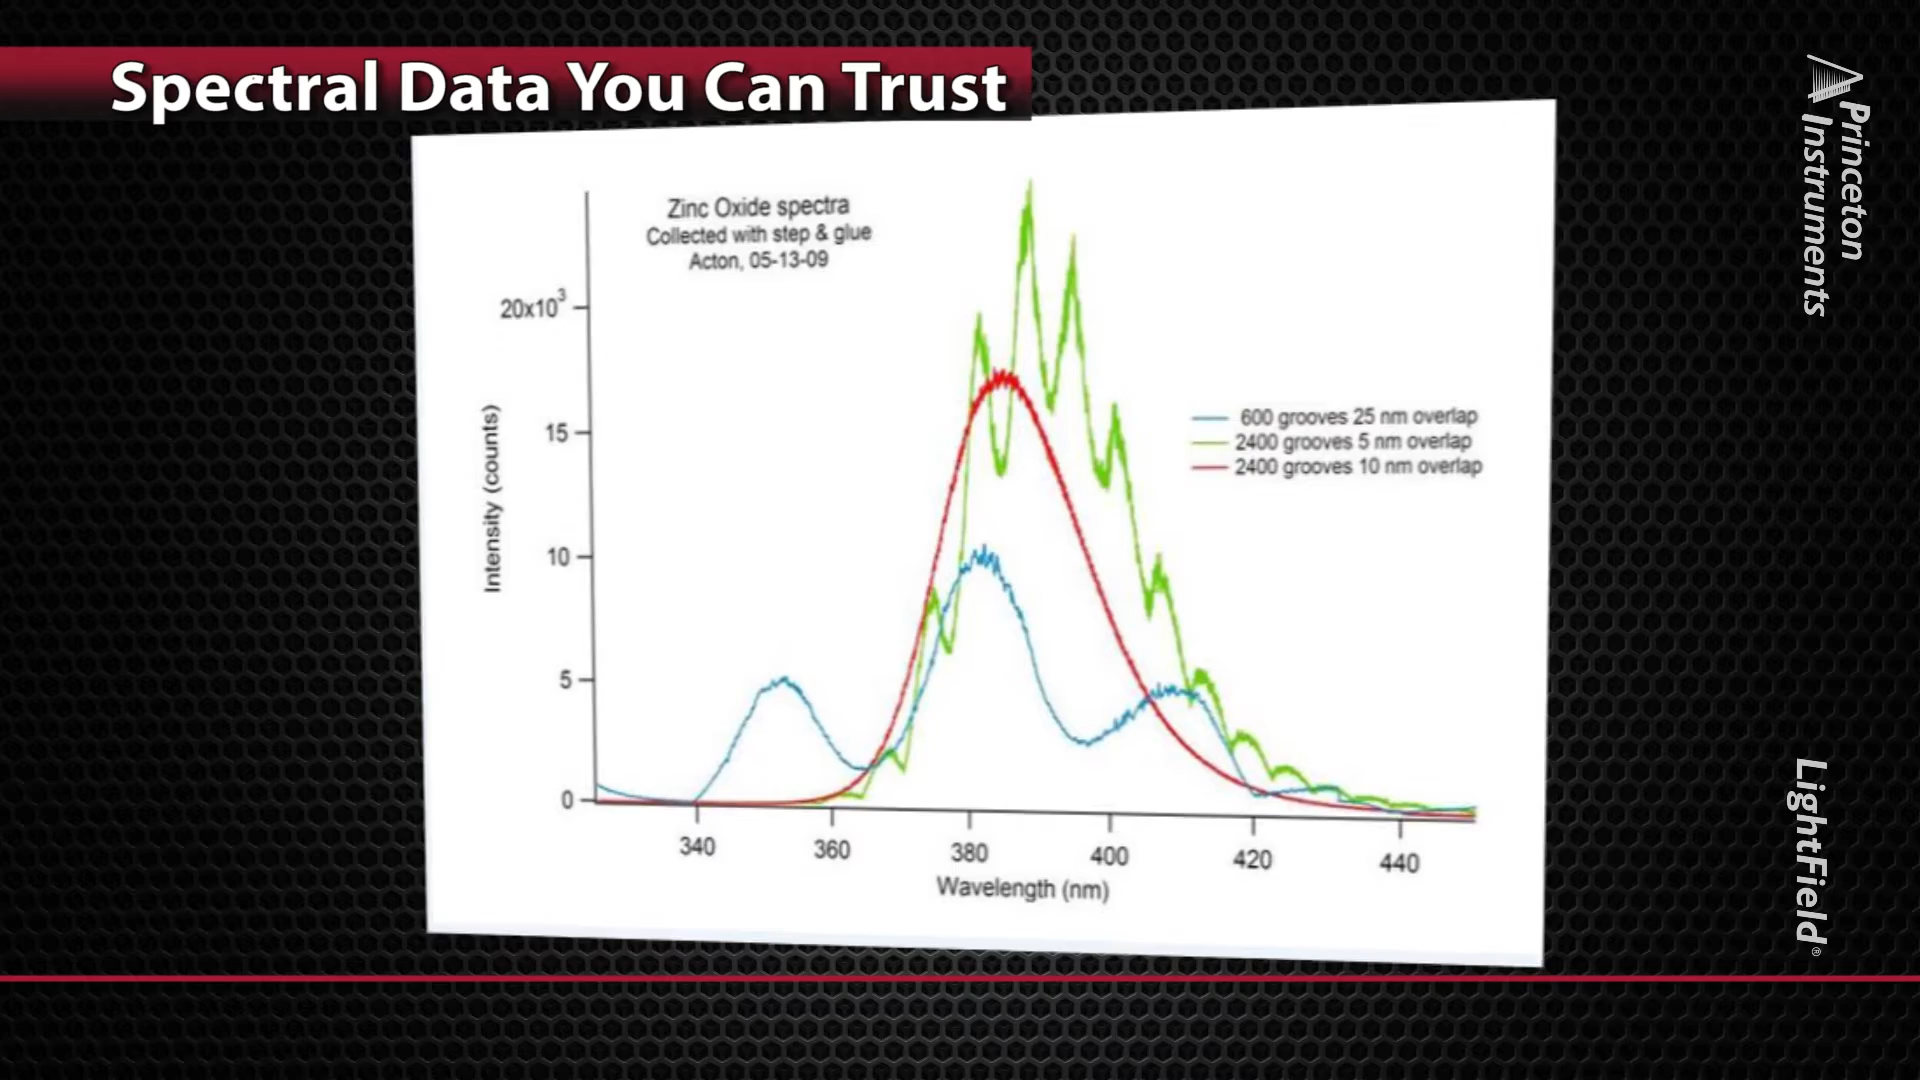 Spectral Data You Can Trust
Princeton
Instruments
Zinc Oxide spectra
Collected with step & glue
Acton, 05-13-09
20x10³
15
10
5
0
Intensity (counts)
600 grooves 25 nm overlap
2400 grooves 5 nm overlap
2400 grooves 10 nm overlap
340 360 380 400 420 440
Wavelength (nm)
LightField®